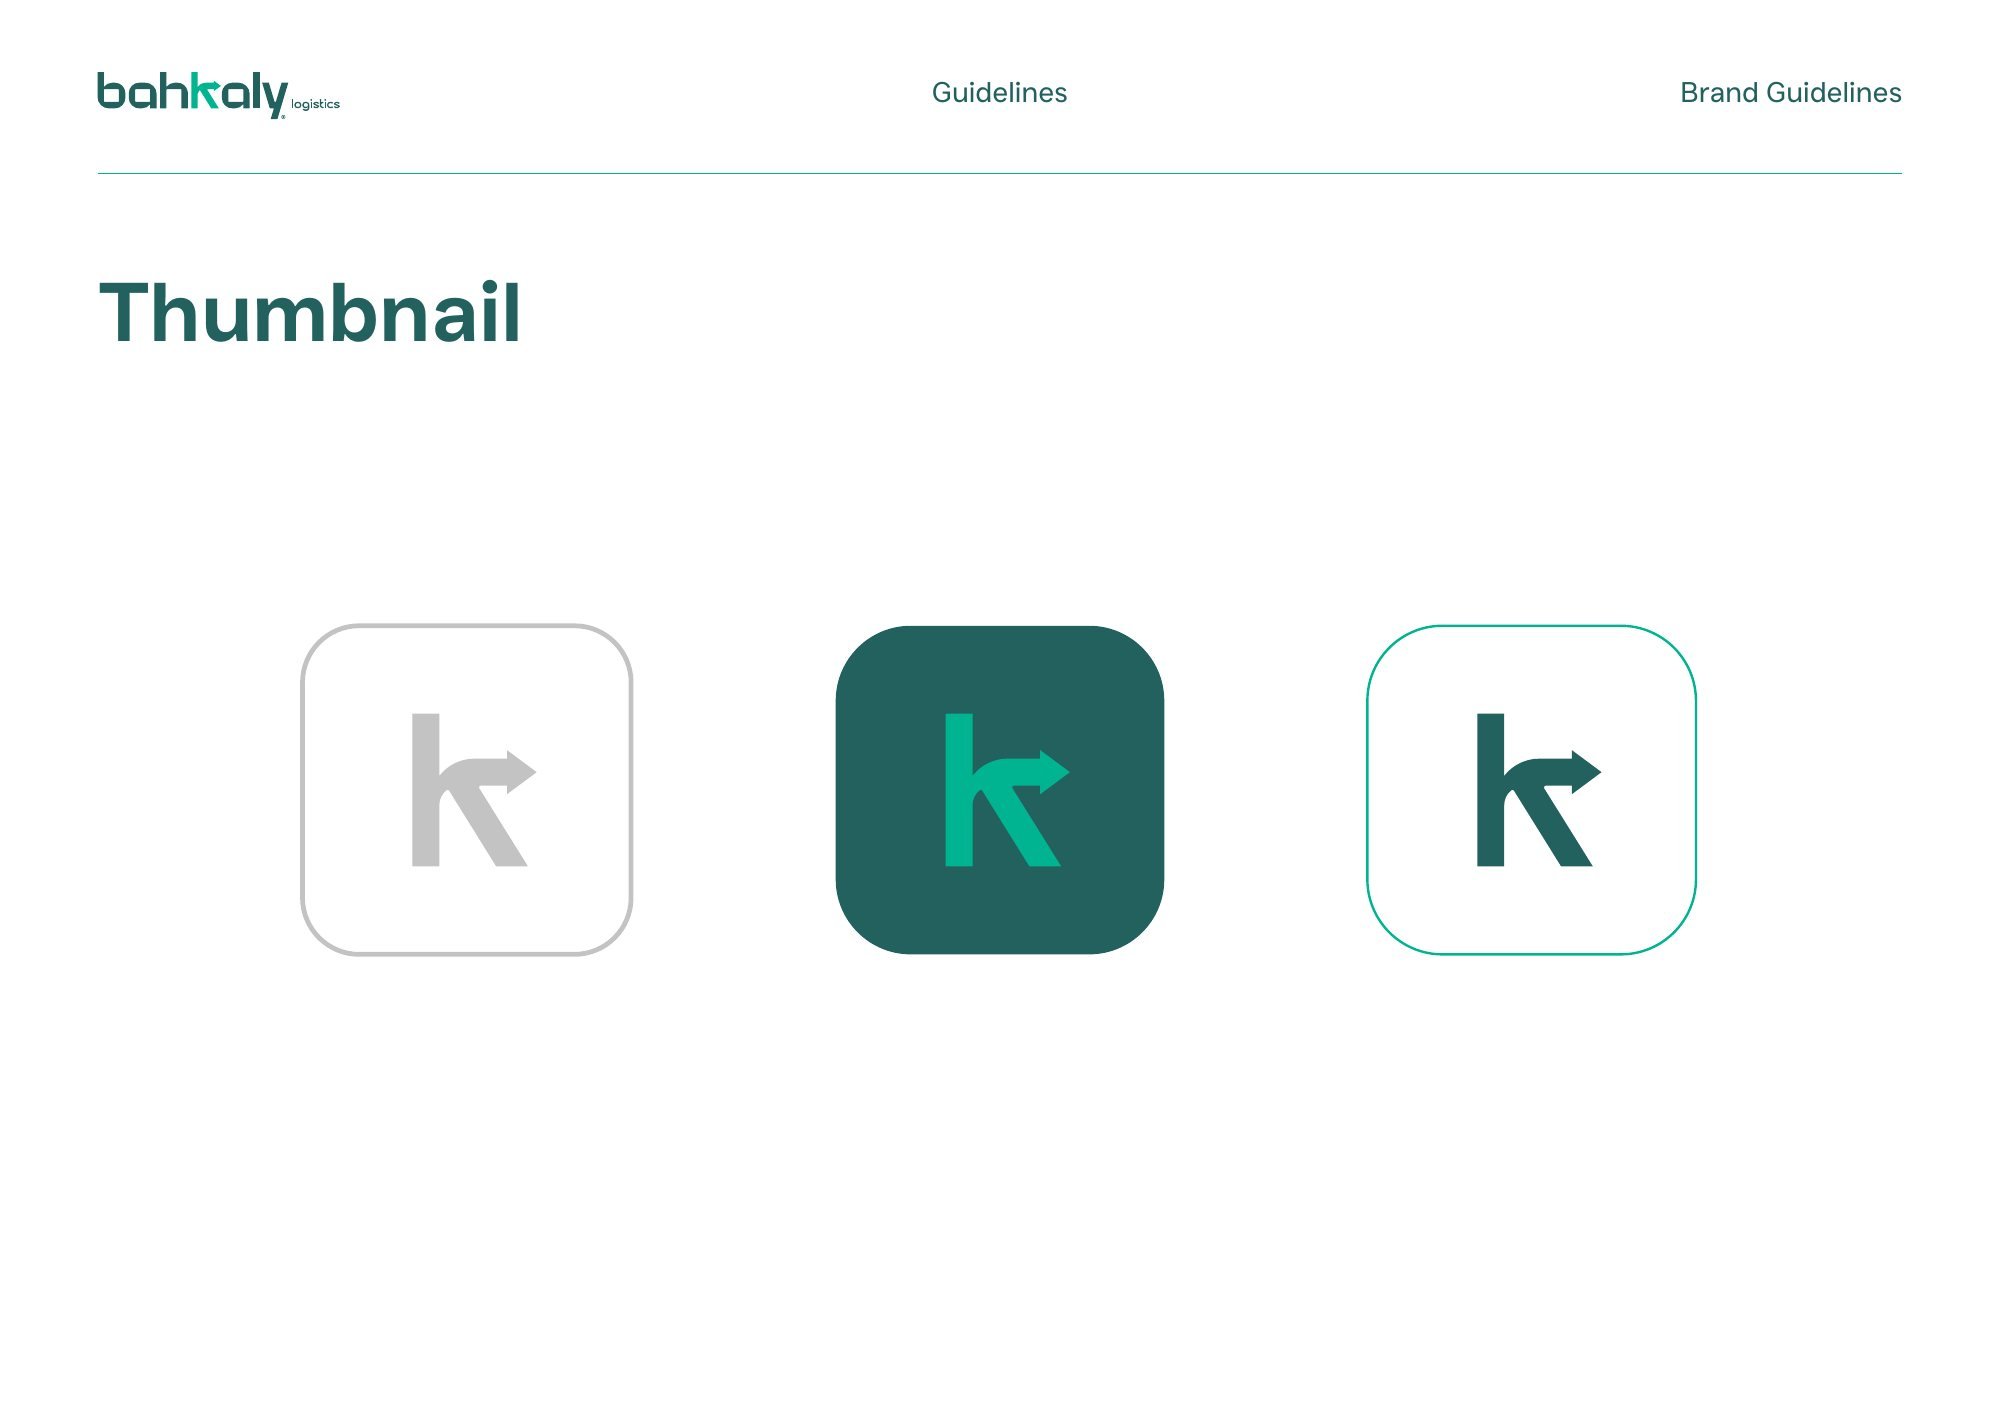 bahkaly logistics
Guidelines
Brand Guidelines
Thumbnail
k
k
k